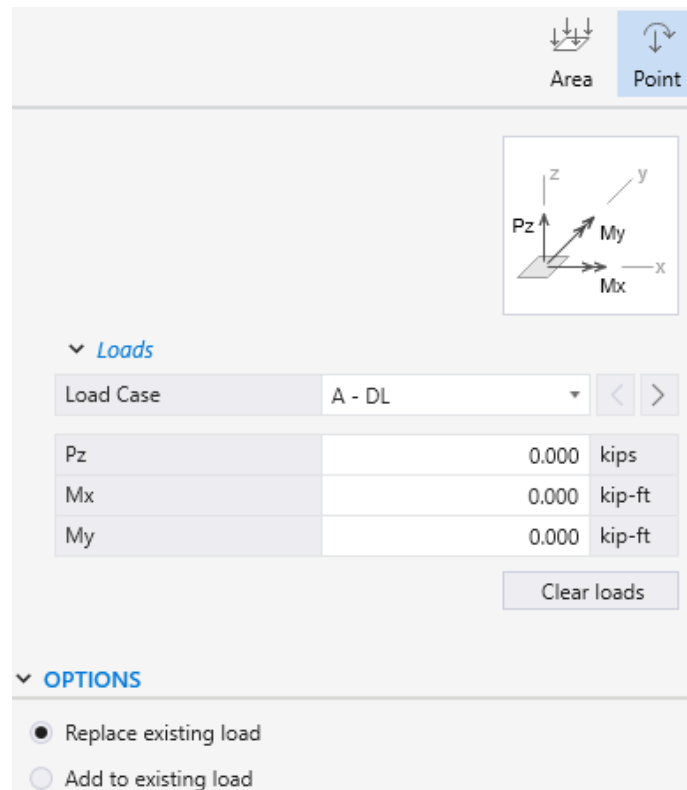 Area Point
z y
Pz My
x
Mx
Loads
Load Case A - DL
Pz 0.000 kips
Mx 0.000 kip-ft
My 0.000 kip-ft
Clear loads
OPTIONS
Replace existing load
Add to existing load